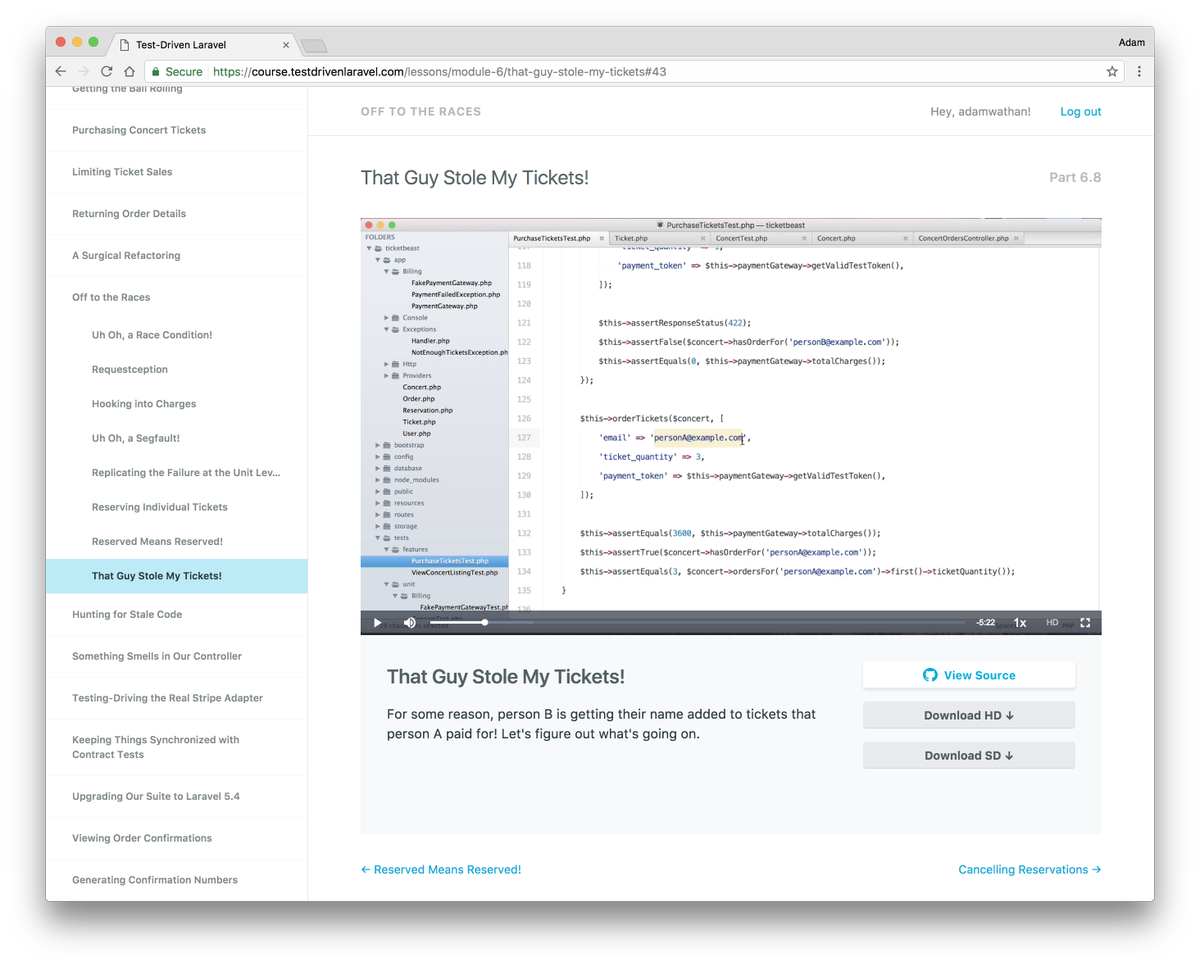 Test-Driven Laravel
Adam
Secure
https://course.testdrivenlaravel.com/lessons/module-6/that-guy-stole-my-tickets#43
Getting the Ball Rolling
Purchasing Concert Tickets
Limiting Ticket Sales
Returning Order Details
A Surgical Refactoring
Off to the Races
Uh Oh, a Race Condition!
Requestception
Hooking into Charges
Uh Oh, a Segfault!
Replicating the Failure at the Unit Lev...
Reserving Individual Tickets
Reserved Means Reserved!
That Guy Stole My Tickets!
Hunting for Stale Code
Something Smells in Our Controller
Testing-Driving the Real Stripe Adapter
Keeping Things Synchronized with
Contract Tests
Upgrading Our Suite to Laravel 5.4
Viewing Order Confirmations
Generating Confirmation Numbers
OFF TO THE RACES
Hey, adamwathan!
Log out
That Guy Stole My Tickets!
Part 6.8
PurchaseTicketsTest.php — ticketbeast
FOLDERS
ticketbeast
app
Billing
FakePaymentGateway.php
PaymentFailedException.php
PaymentGateway.php
Console
Exceptions
Handler.php
NotEnoughTicketsException.ph
Http
Providers
Concert.php
Order.php
Reservation.php
Ticket.php
User.php
bootstrap
config
database
node_modules
public
resources
routes
storage
tests
features
PurchaseTicketsTest.php
ViewConcertListingTest.php
unit
Billing
FakePaymentGatewayTest.ph
PurchaseTicketsTest.php
Ticket.php
ConcertTest.php
Concert.php
ConcertOrdersController.php
118 'payment_token' => $this->paymentGateway->getValidTestToken(),
119 ]);
120
121 $this->assertResponseStatus(422);
122 $this->assertFalse($concert->hasOrderFor('personB@example.com'));
123 $this->assertEquals(0, $this->paymentGateway->totalCharges());
124 });
125
126 $this->orderTickets($concert, [
127 'email' => 'personA@example.com',
128 'ticket_quantity' => 3,
129 'payment_token' => $this->paymentGateway->getValidTestToken(),
130 ]);
131
132 $this->assertEquals(3600, $this->paymentGateway->totalCharges());
133 $this->assertTrue($concert->hasOrderFor('personA@example.com'));
134 $this->assertEquals(3, $concert->ordersFor('personA@example.com')->first()->ticketQuantity());
135 }
136
-5:22
1x
HD
That Guy Stole My Tickets!
For some reason, person B is getting their name added to tickets that
person A paid for! Let's figure out what's going on.
View Source
Download HD ↓
Download SD ↓
← Reserved Means Reserved!
Cancelling Reservations →